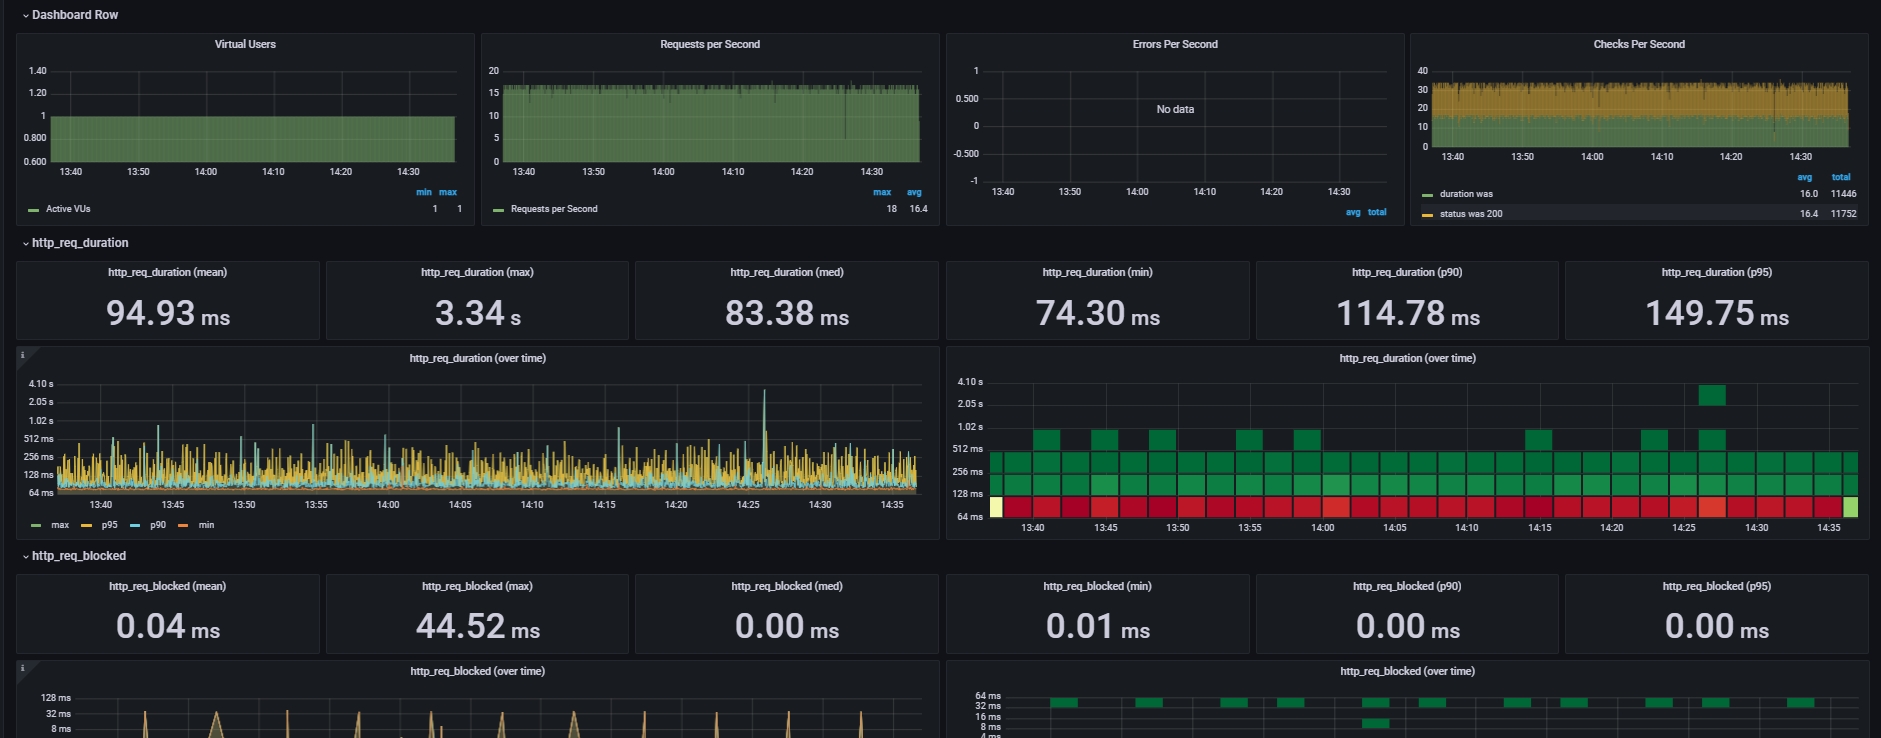 Dashboard Row
Virtual Users
1.40
1.20
1
0.800
0.600
13:40 13:50 14:00 14:10 14:20 14:30
min max
Active VUs 1 1
Requests per Second
20
15
10
5
0
13:40 13:50 14:00 14:10 14:20 14:30
max avg
Requests per Second 18 16.4
Errors Per Second
1
0.500
0
-0.500
-1
No data
13:40 13:50 14:00 14:10 14:20 14:30
avg total
Checks Per Second
40
30
20
10
0
13:40 13:50 14:00 14:10 14:20 14:30
avg total
duration was 16.0 11446
status was 200 16.4 11752
http_req_duration
http_req_duration (mean)
94.93 ms
http_req_duration (max)
3.34 s
http_req_duration (med)
83.38 ms
http_req_duration (min)
74.30 ms
http_req_duration (p90)
114.78 ms
http_req_duration (p95)
149.75 ms
i
http_req_duration (over time)
4.10 s
2.05 s
1.02 s
512 ms
256 ms
128 ms
64 ms
13:40 13:45 13:50 13:55 14:00 14:05 14:10 14:15 14:20 14:25 14:30 14:35
max p95 p90 min
http_req_duration (over time)
4.10 s
2.05 s
1.02 s
512 ms
256 ms
128 ms
64 ms
13:40 13:45 13:50 13:55 14:00 14:05 14:10 14:15 14:20 14:25 14:30 14:35
http_req_blocked
http_req_blocked (mean)
0.04 ms
http_req_blocked (max)
44.52 ms
http_req_blocked (med)
0.00 ms
http_req_blocked (min)
0.01 ms
http_req_blocked (p90)
0.00 ms
http_req_blocked (p95)
0.00 ms
i
http_req_blocked (over time)
128 ms
32 ms
8 ms
http_req_blocked (over time)
64 ms
32 ms
16 ms
8 ms
4 ms